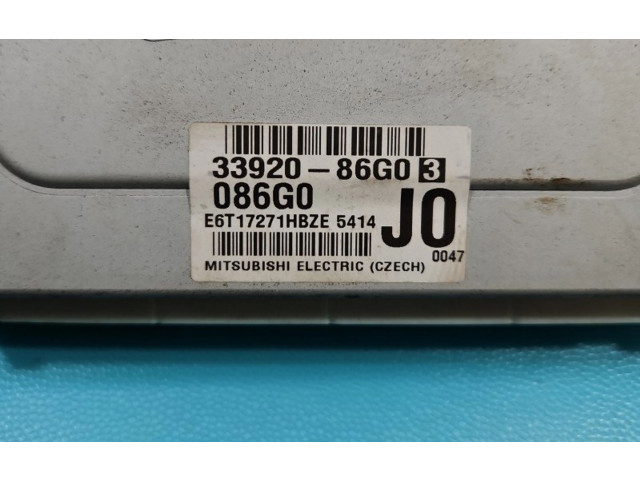 33920-86G0 3
086G0
E6T17271HBZE 5414
J0
0047
MITSUBISHI ELECTRIC (CZECH)